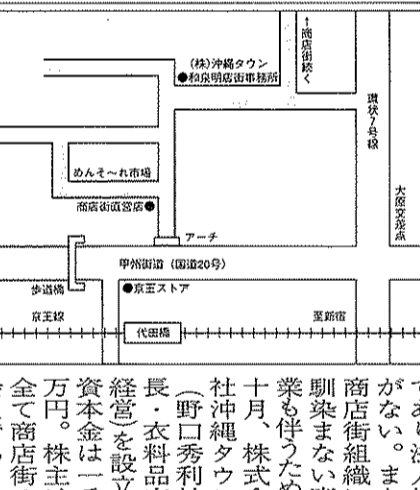 ↑商店街続く
(株)沖縄タウン
●和泉明店街事務所
環状7号線
めんそ〜れ市場
大原交差点
商店街直営店●
アーチ
甲州街道(国道20号)
歩道橋
●京王ストア
京王線
至新宿
代田橋
がない。また
商店街組織
馴染まない
業も伴うため
十月、株式
社沖縄タウ
(野口秀利
長・衣料品
経営)を設立
資本金は一
万円。株主
全て商店街